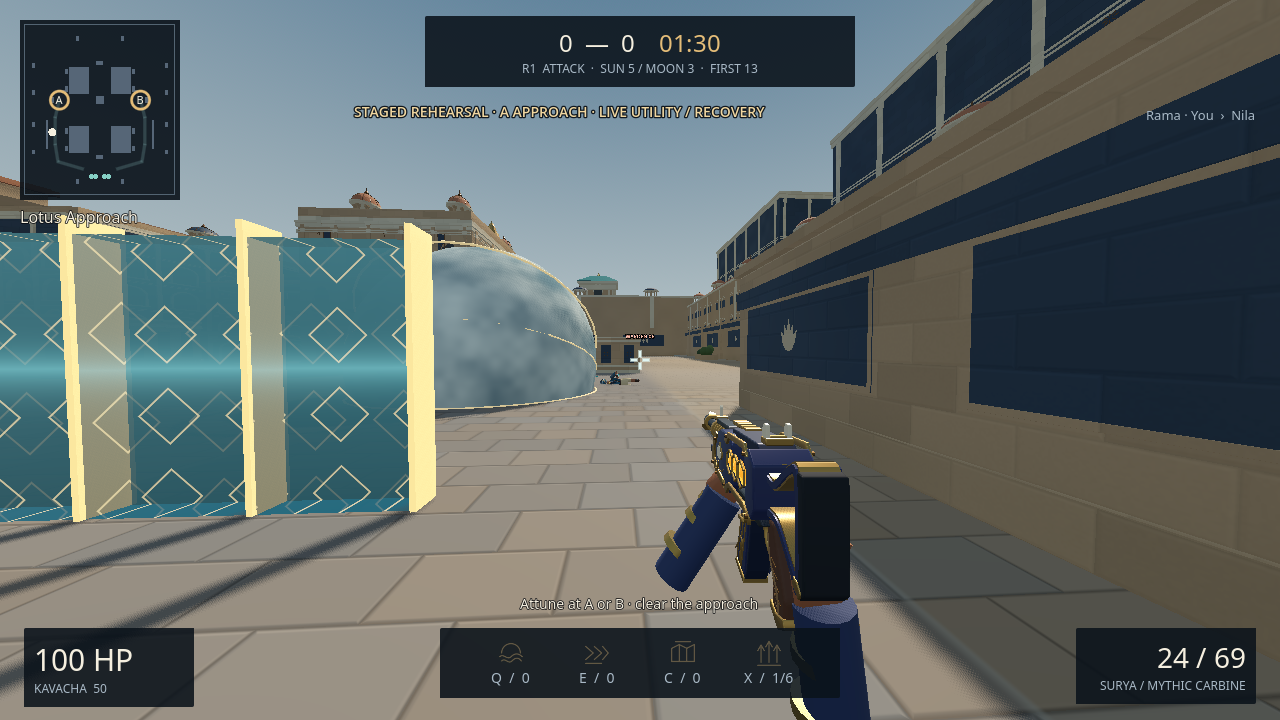 0 — 0 01:30
R1 ATTACK · SUN 5 / MOON 3 · FIRST 13
STAGED REHEARSAL · A APPROACH · LIVE UTILITY / RECOVERY
Rama · You › Nila
A
B
Lotus Approach
Attune at A or B · clear the approach
100 HP
KAVACHA 50
Q / 0
E / 0
C / 0
X / 1/6
24 / 69
SURYA / MYTHIC CARBINE